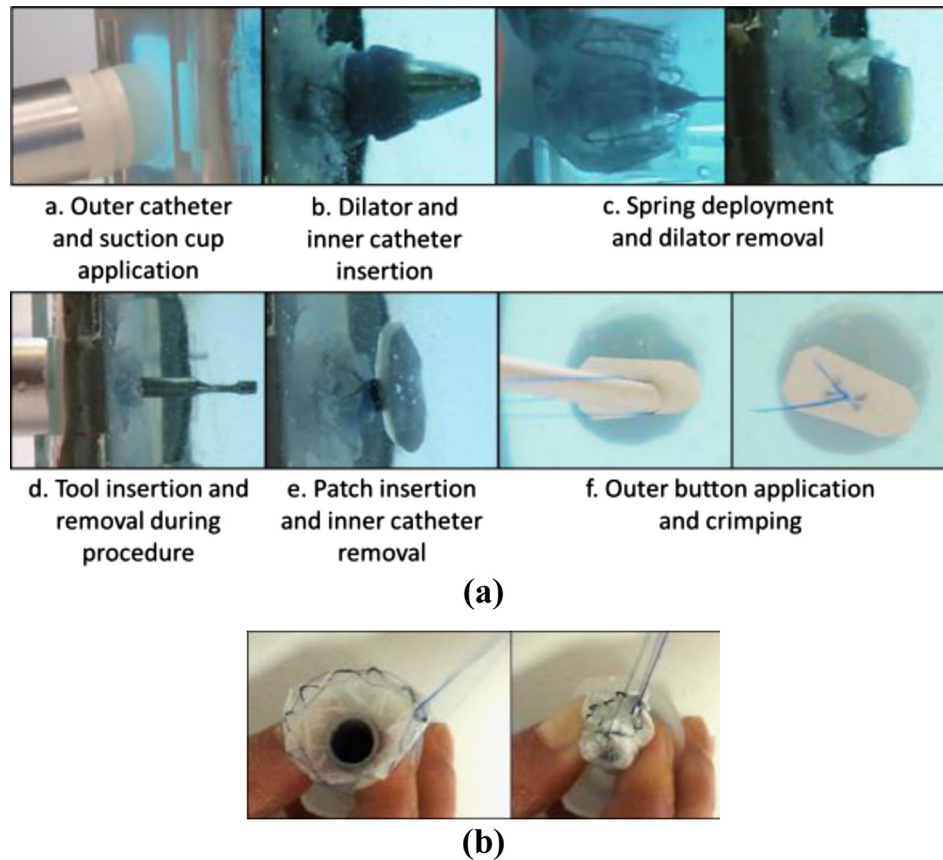 a. Outer catheter
and suction cup
application
b. Dilator and
inner catheter
insertion
c. Spring deployment
and dilator removal
d. Tool insertion and
removal during
procedure
e. Patch insertion
and inner catheter
removal
f. Outer button application
and crimping
(a)
(b)